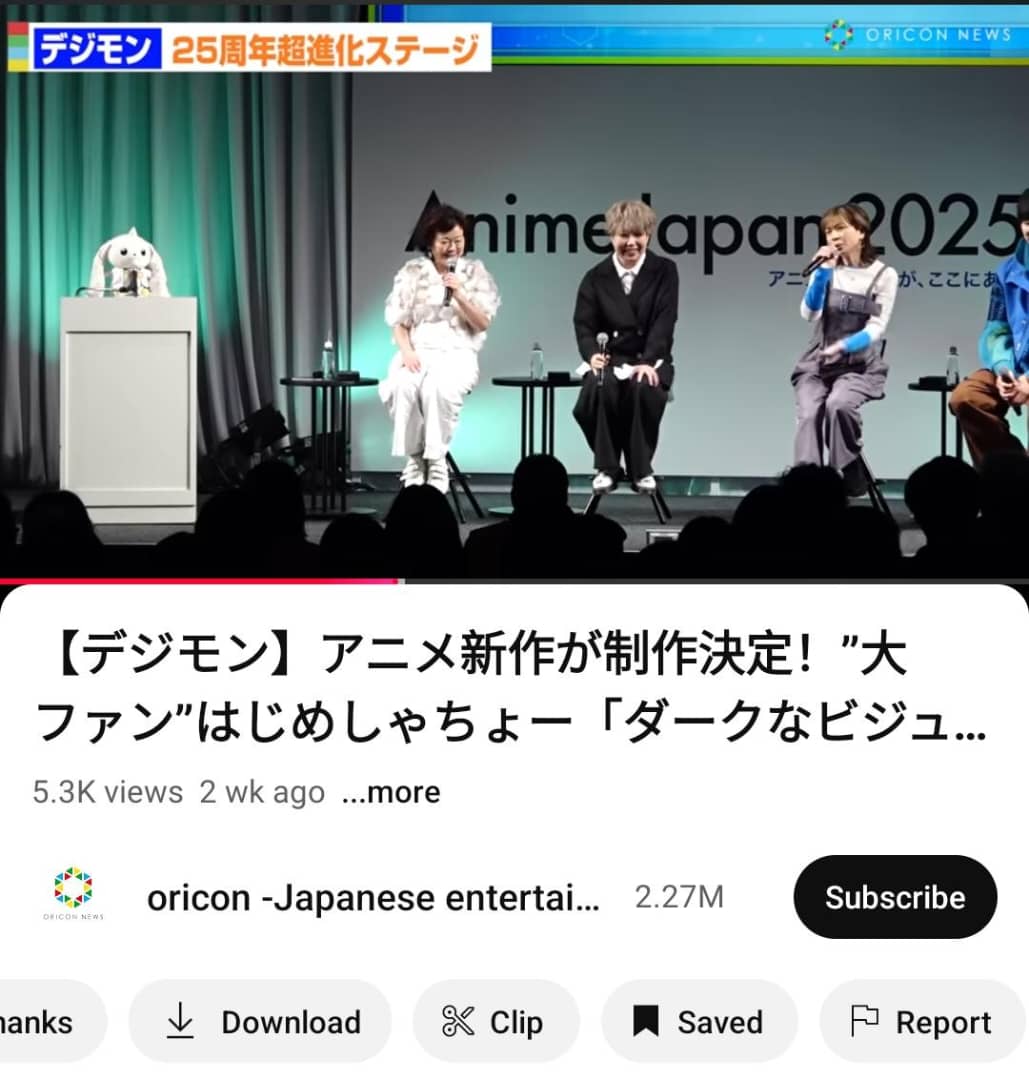 デジモン 25周年超進化ステージ
ORICON NEWS
AnimeJapan 2025
アニ
が、ここにあ
【デジモン】アニメ新作が制作決定！”大
ファン”はじめしゃちょー「ダークなビジュ...
5.3K views 2 wk ago ...more
ORICON NEWS
oricon -Japanese entertai... 2.27M Subscribe
hanks Download Clip Saved Report